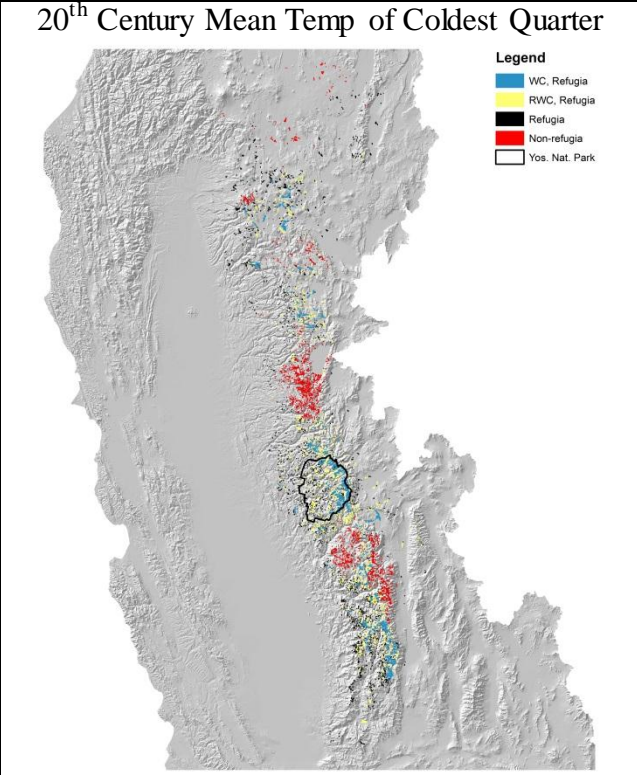 20th Century Mean Temp of Coldest Quarter
Legend
WC, Refugia
RWC, Refugia
Refugia
Non-refugia
Yos. Nat. Park